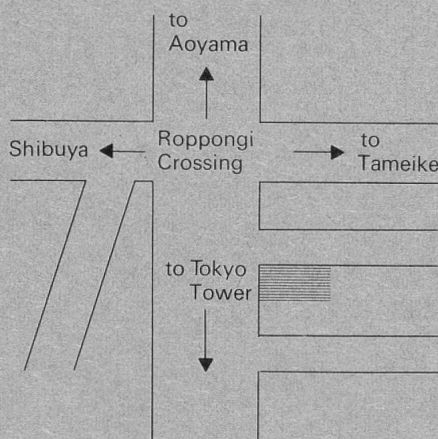 to
Aoyama
Shibuya
Roppongi
Crossing
to
Tameike
to Tokyo
Tower